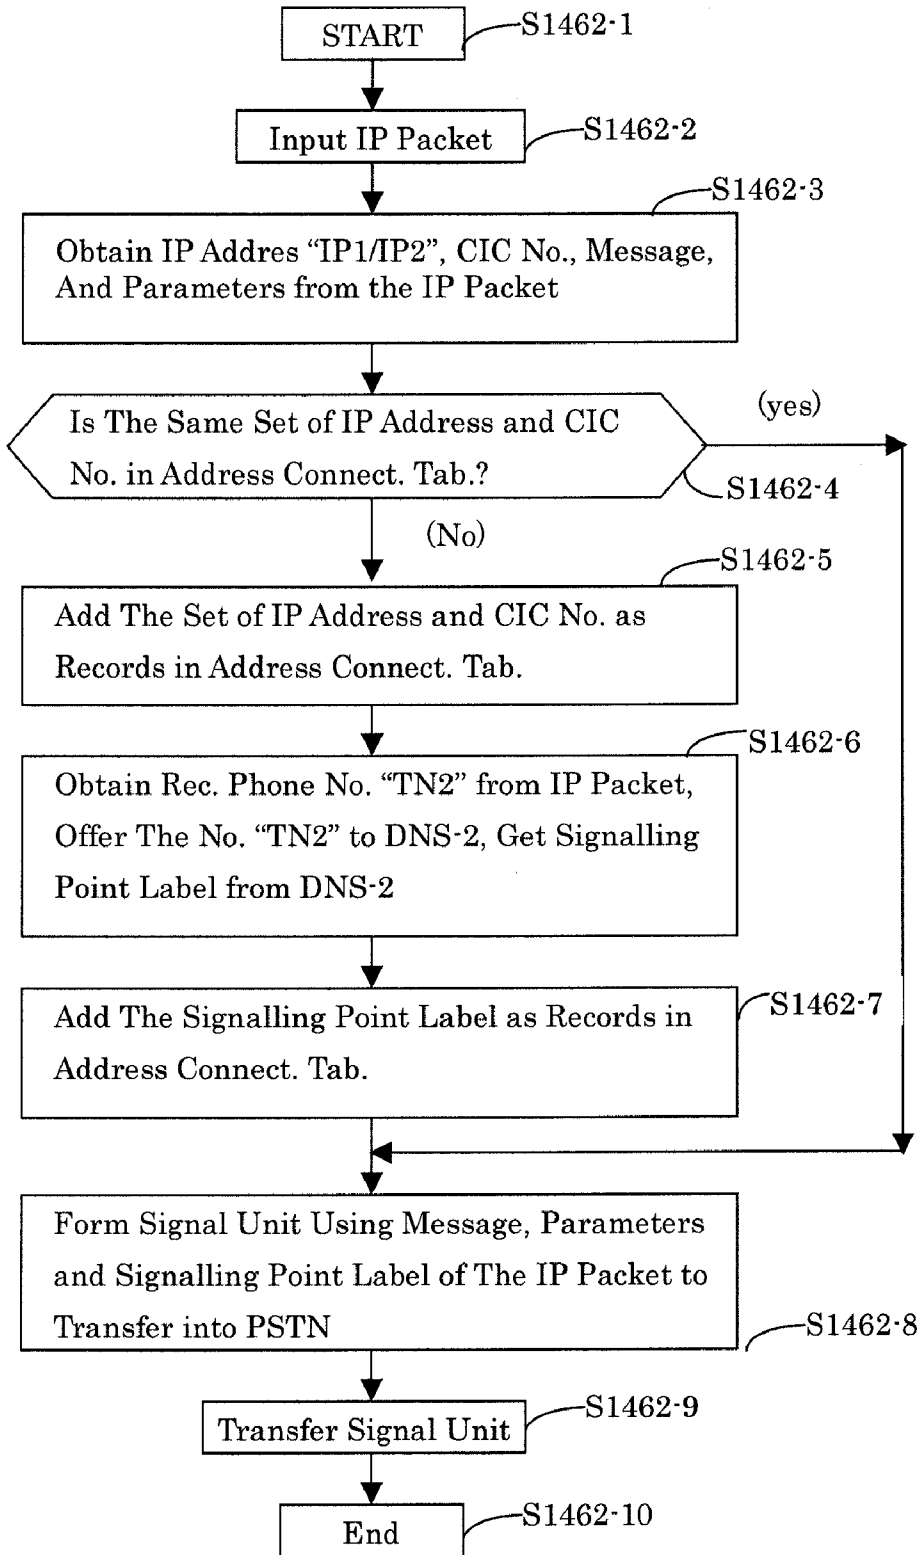 START
S1462-1
Input IP Packet
S1462-2
S1462-3
Obtain IP Addres “IP1/IP2”, CIC No., Message,
And Parameters from the IP Packet
Is The Same Set of IP Address and CIC
No. in Address Connect. Tab.?
(yes)
S1462-4
(No)
S1462-5
Add The Set of IP Address and CIC No. as
Records in Address Connect. Tab.
S1462-6
Obtain Rec. Phone No. “TN2” from IP Packet,
Offer The No. “TN2” to DNS-2, Get Signalling
Point Label from DNS-2
S1462-7
Add The Signalling Point Label as Records in
Address Connect. Tab.
Form Signal Unit Using Message, Parameters
and Signalling Point Label of The IP Packet to
Transfer into PSTN
S1462-8
Transfer Signal Unit
S1462-9
End
S1462-10